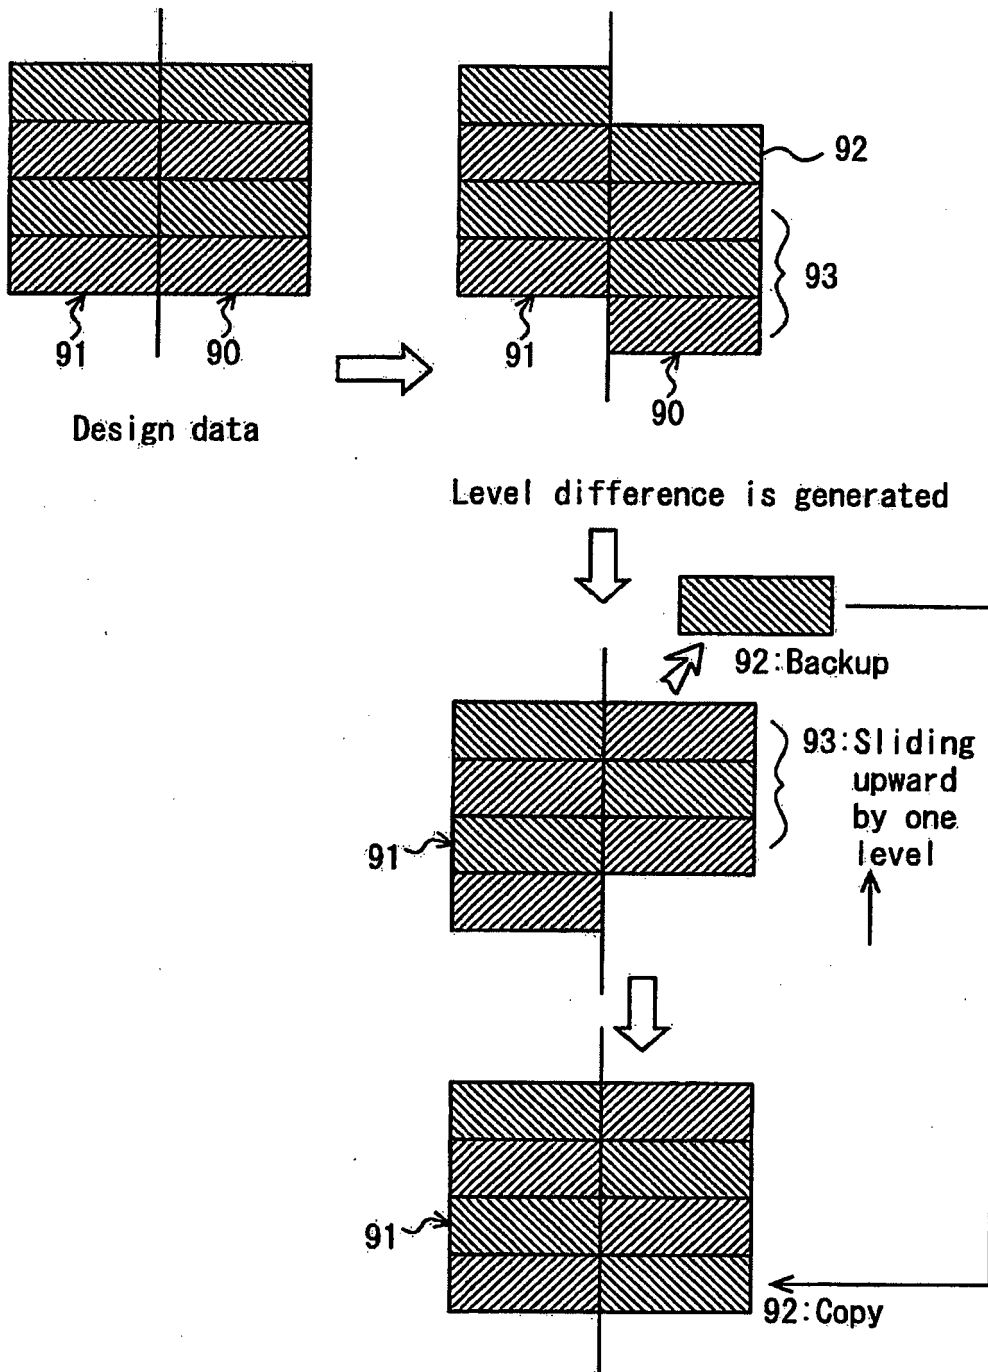 92
93
91
90
91
90
Design data
Level difference is generated
92:Backup
93:Sliding
upward
by one
level
91
91
92:Copy